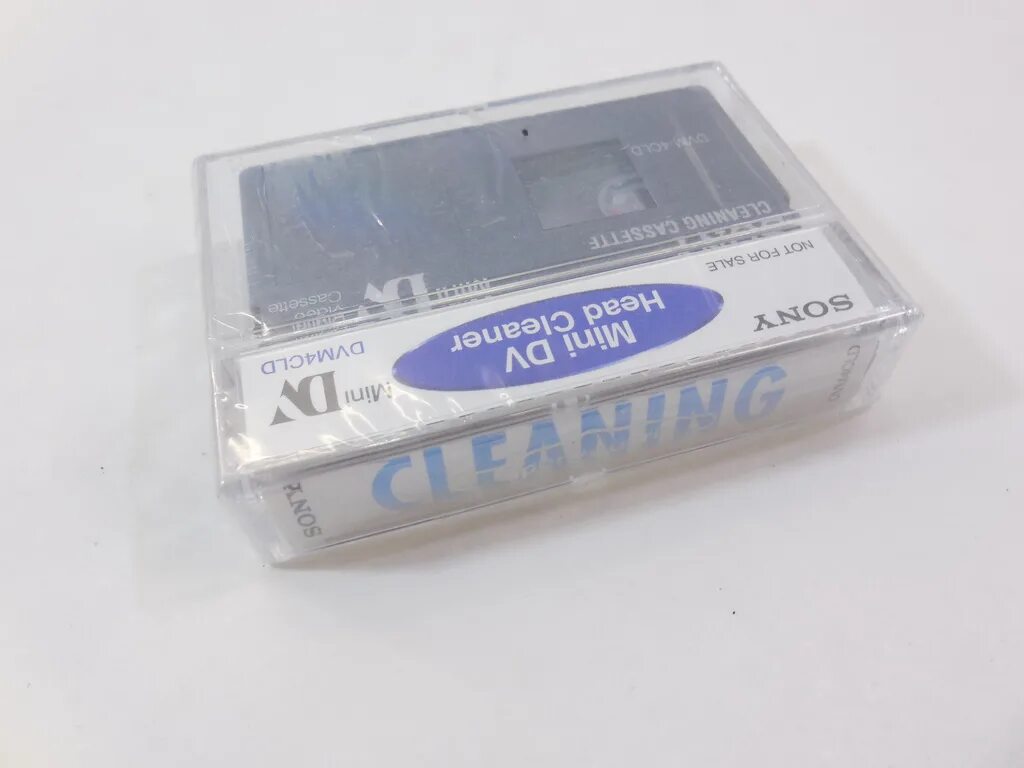 DVM4CLD
CLEANING CASSETTE
Mini DV
Digital
Video
Cassette
SONY
NOT FOR SALE
Mini DV
Head Cleaner
Mini DV
DVM4CLD
CLEANING
SONY